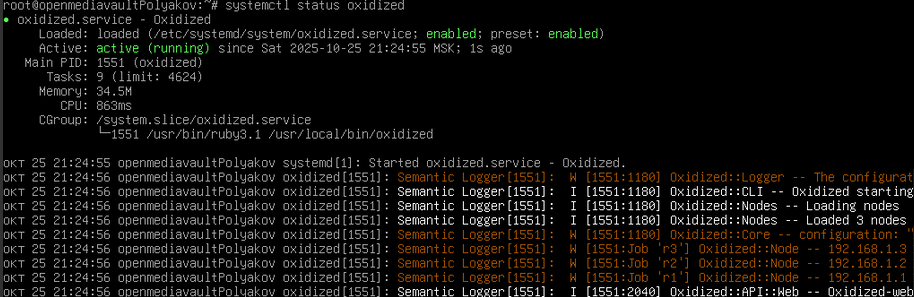 root@openmediavaultPolyakov:~# systemctl status oxidized
● oxidized.service - Oxidized
Loaded: loaded (/etc/systemd/system/oxidized.service; enabled; preset: enabled)
Active: active (running) since Sat 2025-10-25 21:24:55 MSK; 1s ago
Main PID: 1551 (oxidized)
Tasks: 9 (limit: 4624)
Memory: 34.5M
CPU: 863ms
CGroup: /system.slice/oxidized.service
└─1551 /usr/bin/ruby3.1 /usr/local/bin/oxidized
окт 25 21:24:55 openmediavaultPolyakov systemd[1]: Started oxidized.service - Oxidized.
окт 25 21:24:56 openmediavaultPolyakov oxidized[1551]: Semantic Logger[1551]: W [1551:1180] Oxidized::Logger -- The configurat
окт 25 21:24:56 openmediavaultPolyakov oxidized[1551]: Semantic Logger[1551]: I [1551:1180] Oxidized::CLI -- Oxidized starting
окт 25 21:24:56 openmediavaultPolyakov oxidized[1551]: Semantic Logger[1551]: I [1551:1180] Oxidized::Nodes -- Loading nodes
окт 25 21:24:56 openmediavaultPolyakov oxidized[1551]: Semantic Logger[1551]: I [1551:1180] Oxidized::Nodes -- Loaded 3 nodes
окт 25 21:24:56 openmediavaultPolyakov oxidized[1551]: Semantic Logger[1551]: W [1551:1180] Oxidized::Core -- configuration: "
окт 25 21:24:56 openmediavaultPolyakov oxidized[1551]: Semantic Logger[1551]: W [1551:Job 'r3'] Oxidized::Node -- 192.168.1.3
окт 25 21:24:56 openmediavaultPolyakov oxidized[1551]: Semantic Logger[1551]: W [1551:Job 'r2'] Oxidized::Node -- 192.168.1.2
окт 25 21:24:56 openmediavaultPolyakov oxidized[1551]: Semantic Logger[1551]: W [1551:Job 'r1'] Oxidized::Node -- 192.168.1.1
окт 25 21:24:56 openmediavaultPolyakov oxidized[1551]: Semantic Logger[1551]: I [1551:2040] Oxidized::API::Web -- Oxidized-web